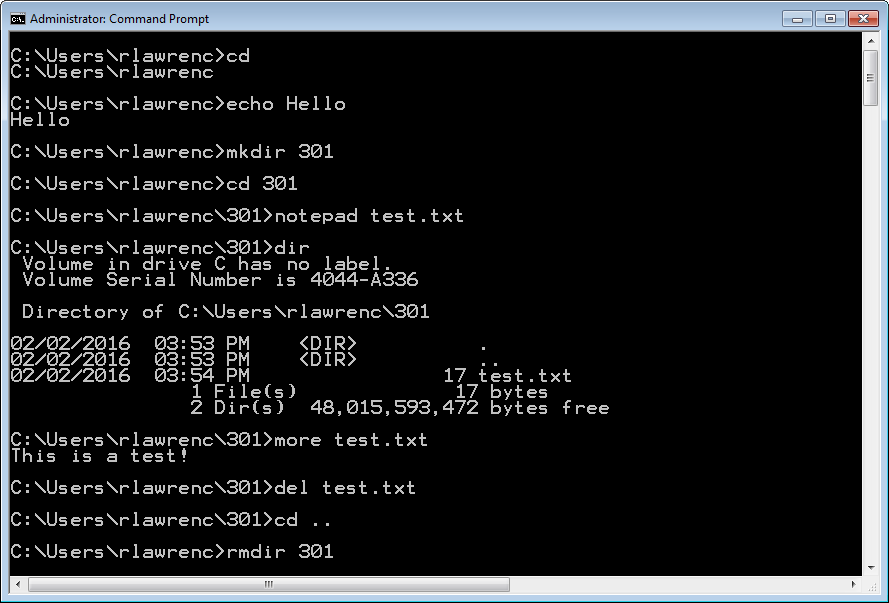 Administrator: Command Prompt
C:\Users\rlawrenc>cd
C:\Users\rlawrenc
C:\Users\rlawrenc>echo Hello
Hello
C:\Users\rlawrenc>mkdir 301
C:\Users\rlawrenc>cd 301
C:\Users\rlawrenc\301>notepad test.txt
C:\Users\rlawrenc\301>dir
 Volume in drive C has no label.
 Volume Serial Number is 4044-A336
 Directory of C:\Users\rlawrenc\301
02/02/2016  03:53 PM    <DIR>          .
02/02/2016  03:53 PM    <DIR>          ..
02/02/2016  03:54 PM                17 test.txt
               1 File(s)             17 bytes
               2 Dir(s)  48,015,593,472 bytes free
C:\Users\rlawrenc\301>more test.txt
This is a test!
C:\Users\rlawrenc\301>del test.txt
C:\Users\rlawrenc\301>cd ..
C:\Users\rlawrenc>rmdir 301